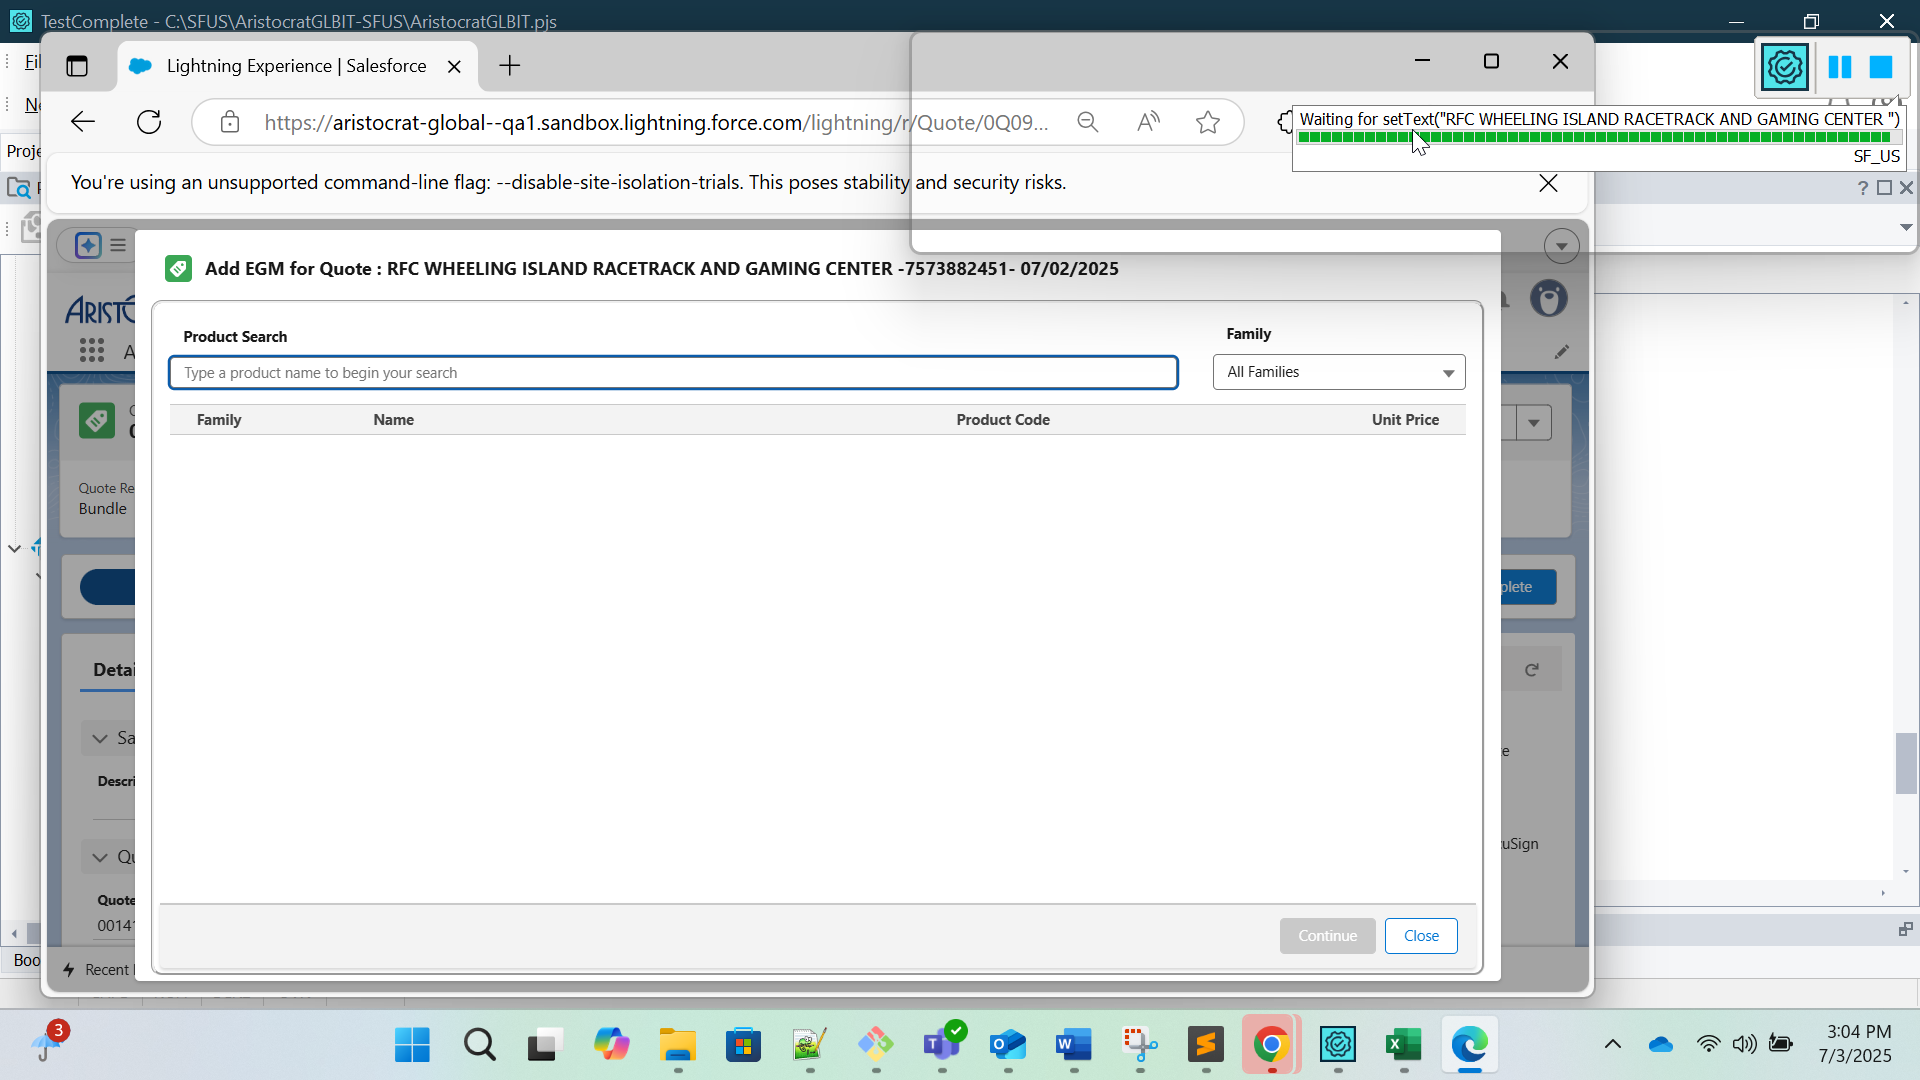 TestComplete - C:\SFUS\AristocratGLBIT-SFUS\AristocratGLBIT.pjs
Lightning Experience | Salesforce
https://aristocrat-global--qa1.sandbox.lightning.force.com/lightning/r/Quote/0Q09...
Waiting for setText("RFC WHEELING ISLAND RACETRACK AND GAMING CENTER ")
SF_US
You're using an unsupported command-line flag: --disable-site-isolation-trials. This poses stability and security risks.
Add EGM for Quote : RFC WHEELING ISLAND RACETRACK AND GAMING CENTER -7573882451- 07/02/2025
Product Search
Family
Type a product name to begin your search
All Families
Family Name Product Code Unit Price
Quote Re
Bundle
plete
Detai
Sa
Descri
Qu
uSign
Quote
0014
Continue
Close
Boo
Recent
3
3:04 PM
7/3/2025